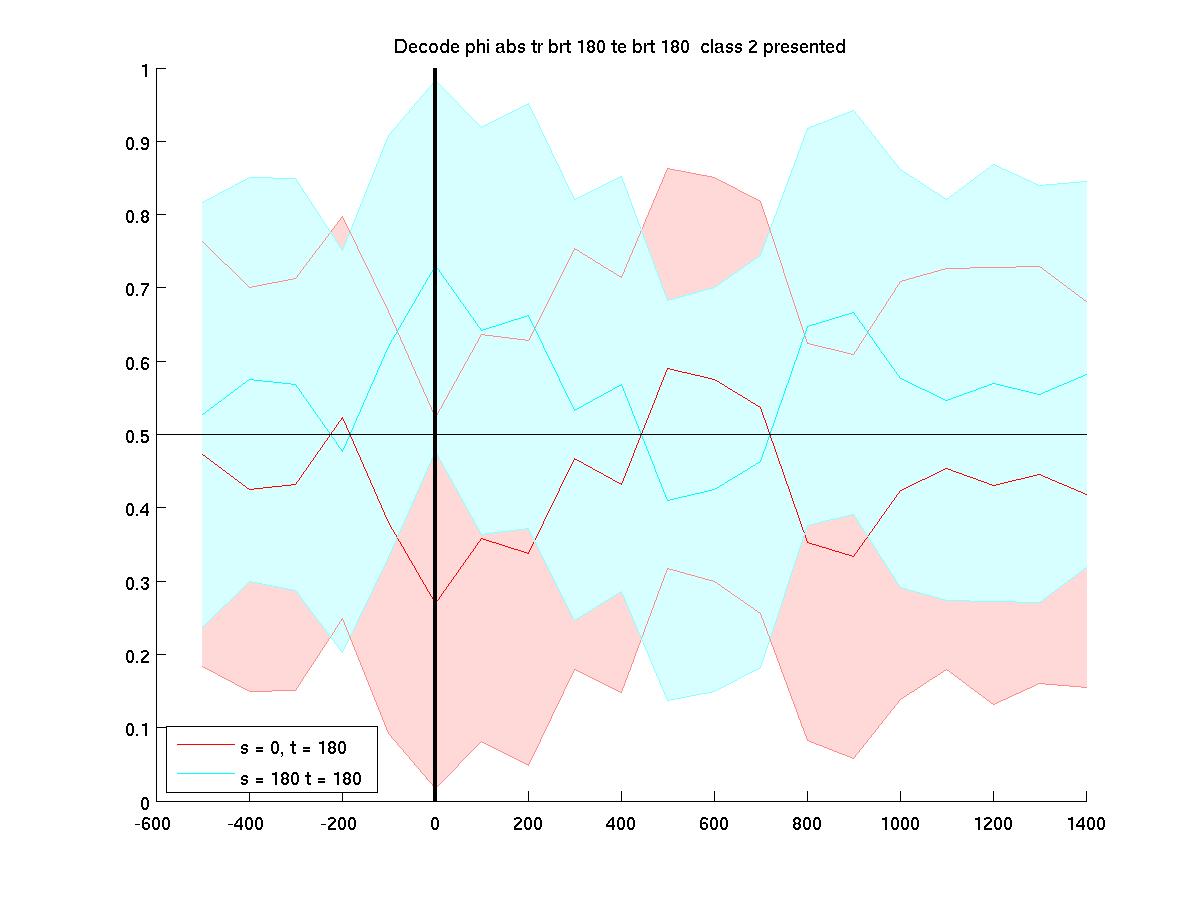 Decode phi abs tr brt 180 te brt 180  class 2 presented
1
0.9
0.8
0.7
0.6
0.5
0.4
0.3
0.2
0.1
0
s = 0, t = 180
s = 180 t = 180
-600 -400 -200 0 200 400 600 800 1000 1200 1400